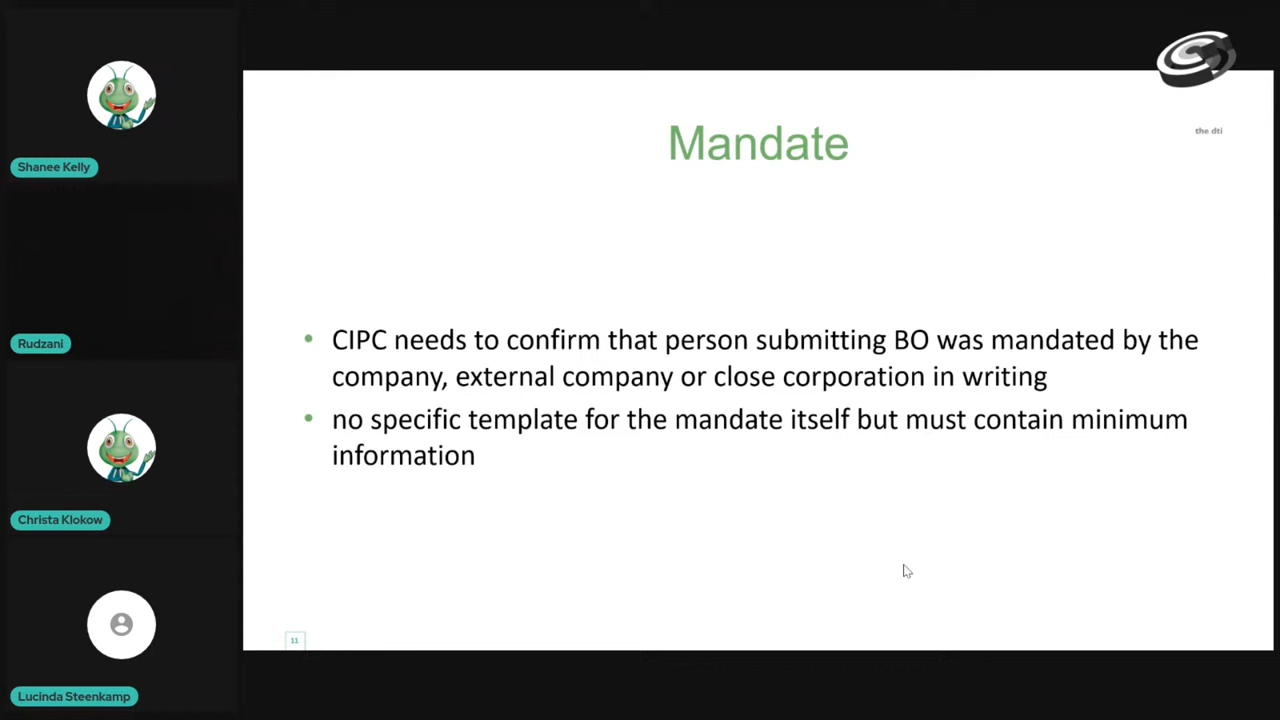 Shanee Kelly
Rudzani
Christa Klokow
Lucinda Steenkamp
the dti
Mandate
• CIPC needs to confirm that person submitting BO was mandated by the
company, external company or close corporation in writing
• no specific template for the mandate itself but must contain minimum
information
11